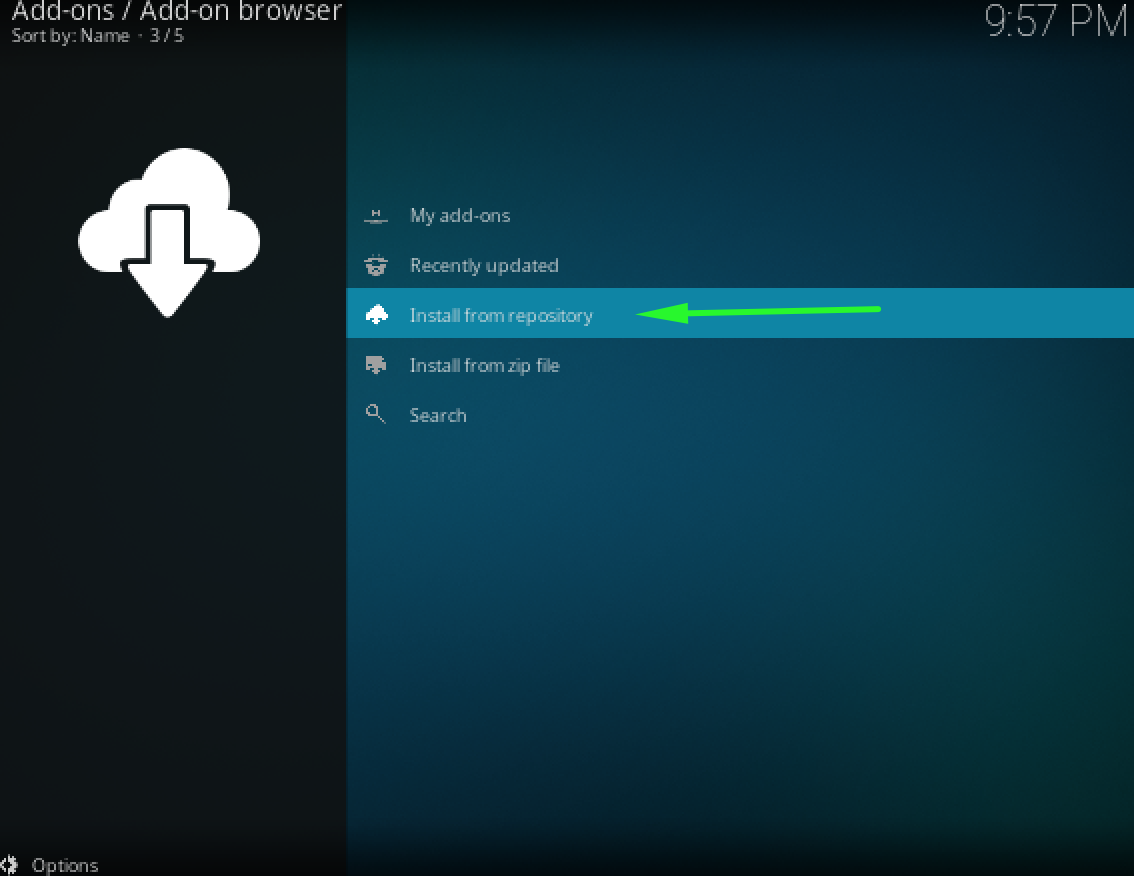 Add-ons / Add-on browser
Sort by: Name · 3 / 5
9:57 PM
My add-ons
Recently updated
Install from repository
Install from zip file
Search
Options